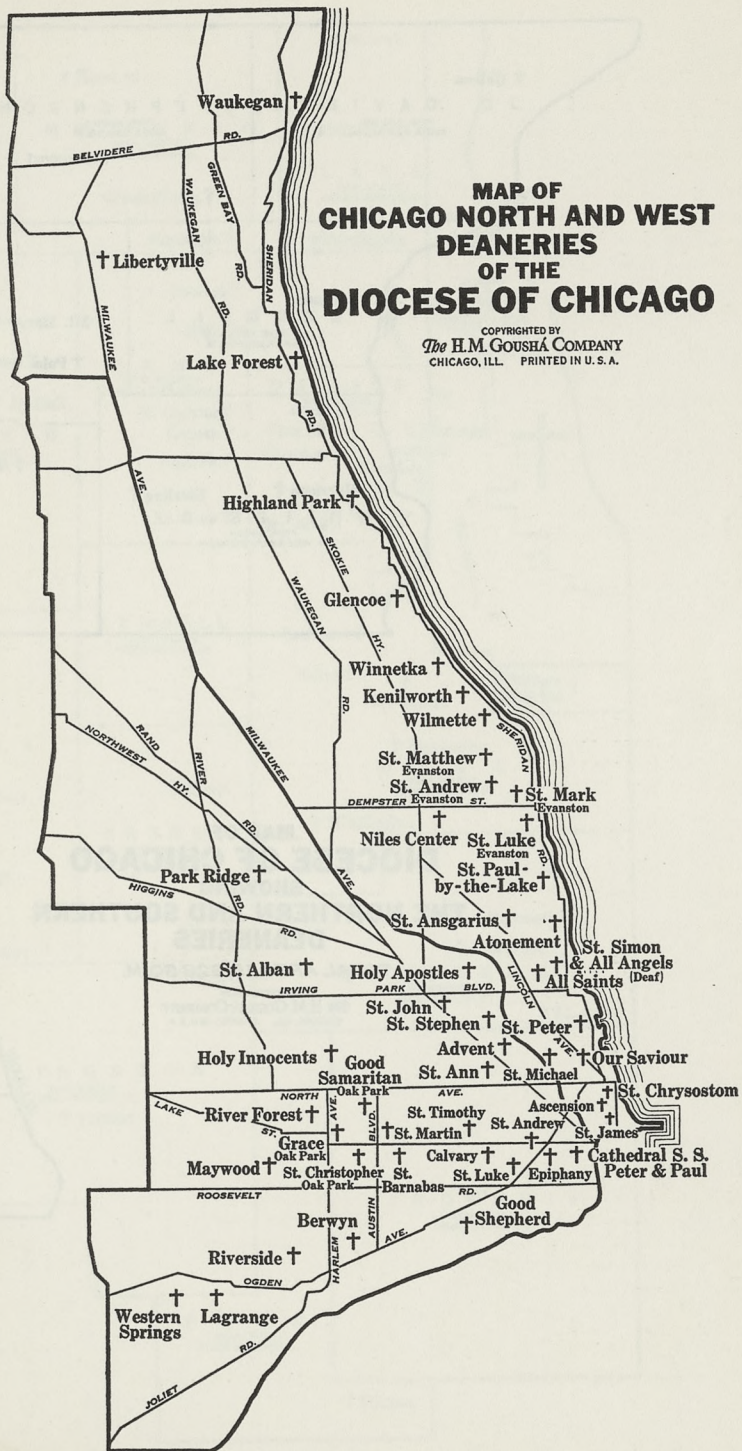 MAP OF
CHICAGO NORTH AND WEST
DEANERIES
OF THE
DIOCESE OF CHICAGO
COPYRIGHTED BY
The H.M. GOUSHÁ COMPANY
CHICAGO, ILL. PRINTED IN U.S.A.
Waukegan
BELVIDERE RD.
WAUKEGAN RD.
GREEN BAY RD.
SHERIDAN RD.
Libertyville
MILWAUKEE AVE.
Lake Forest
Highland Park
SKOKIE HY.
WAUKEGAN RD.
Glencoe
Winnetka
Kenilworth
Wilmette
SHERIDAN RD.
RAND RD.
NORTHWEST HY.
RIVER RD.
MILWAUKEE AVE.
St. Matthew
Evanston
St. Andrew
Evanston
DEMPSTER ST.
St. Mark
Evanston
Niles Center
St. Luke
Evanston
St. Paul-
by-the-Lake
Park Ridge
HIGGINS RD.
St. Ansgarius
Atonement
St. Simon
& All Angels
All Saints (Deaf)
St. Alban
Holy Apostles
LINCOLN AVE.
IRVING PARK BLVD.
St. John
St. Stephen
St. Peter
Holy Innocents
Advent
Our Saviour
Good
Samaritan
Oak Park
St. Ann
St. Michael
NORTH AVE.
St. Chrysostom
LAKE ST.
River Forest
St. Timothy
Ascension
Grace
Oak Park
St. Martin
St. Andrew
St. James
Maywood
St. Christopher
Oak Park
St.
Barnabas
Calvary
St. Luke
Epiphany
Cathedral S. S.
Peter & Paul
ROOSEVELT RD.
HARLEM AVE.
AUSTIN BLVD.
Berwyn
Good
Shepherd
Riverside
OGDEN AVE.
Western
Springs
Lagrange
JOLIET RD.